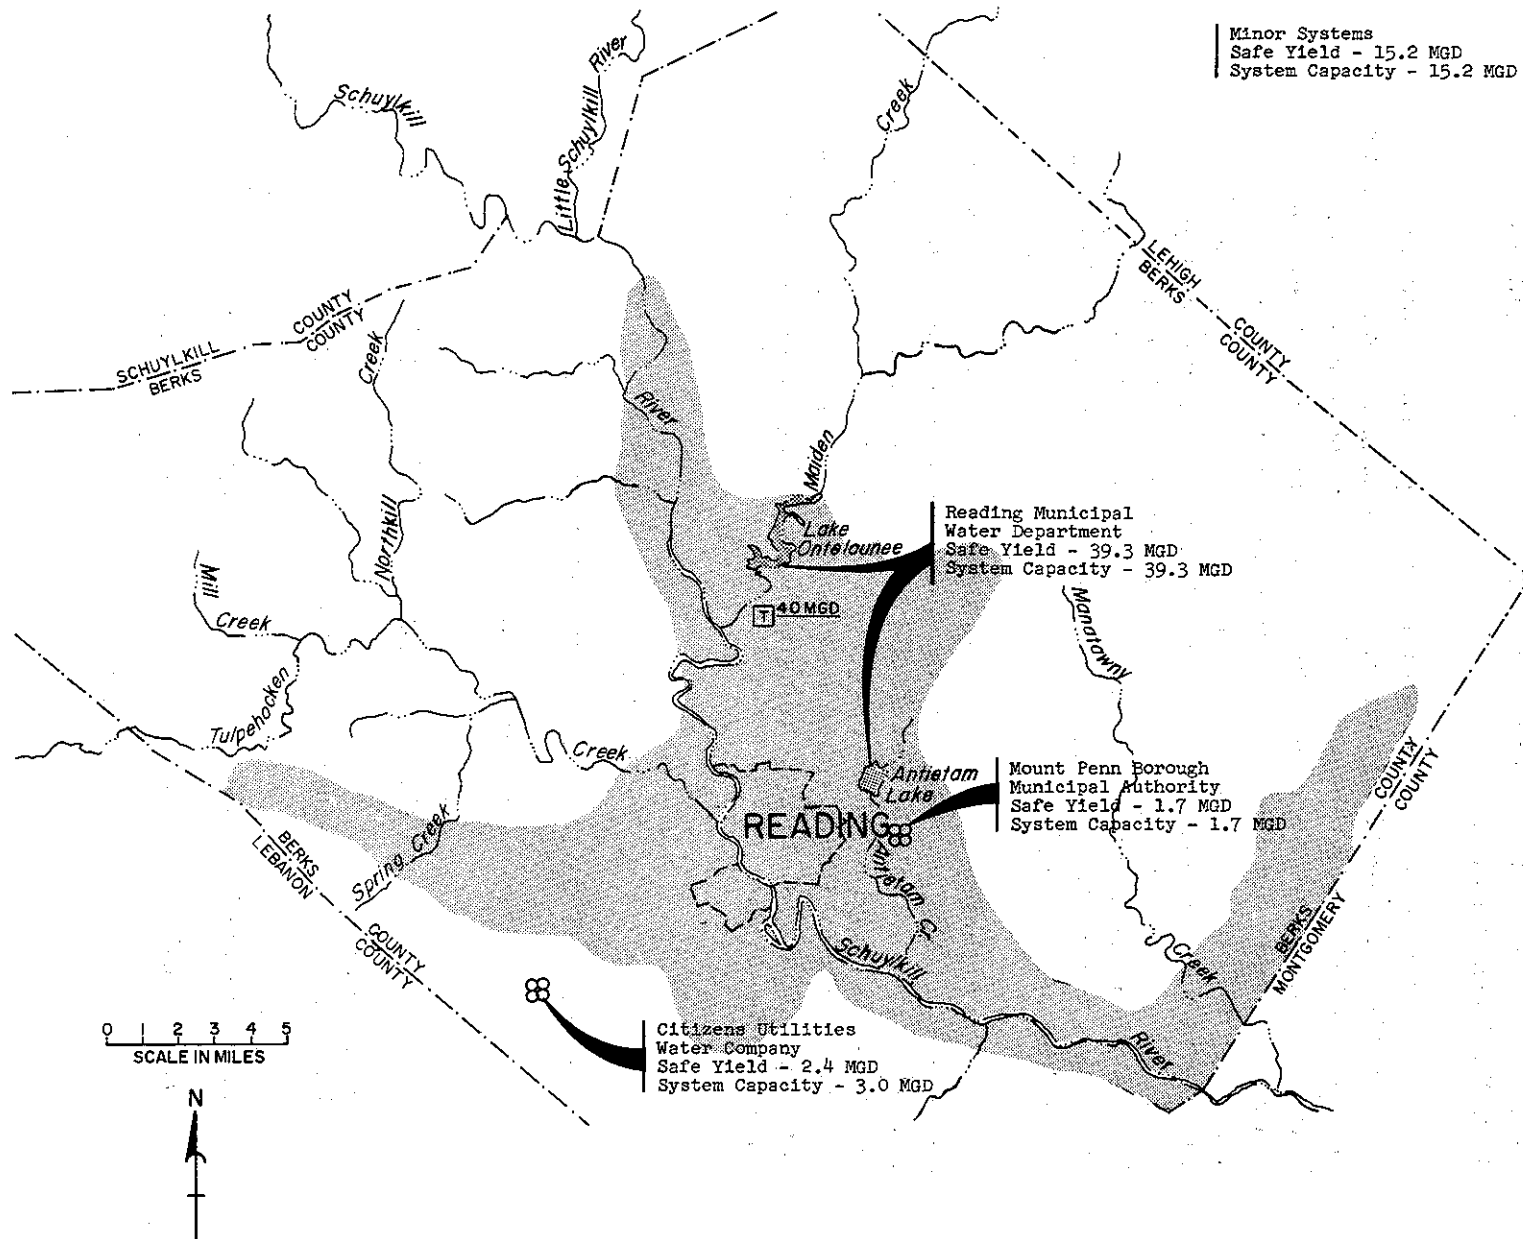 Minor Systems
Safe Yield - 15.2 MGD
System Capacity - 15.2 MGD
Schuylkill
Little Schuylkill River
Creek
LEHIGH
BERKS
COUNTY
COUNTY
COUNTY
COUNTY
SCHUYLKILL
BERKS
Creek
River
Maiden
Northkill
Lake
Ontelaunee
Reading Municipal
Water Department
Safe Yield - 39.3 MGD
System Capacity - 39.3 MGD
Mill
Creek
T 40 MGD
Manatawny
Tulpehocken
Creek
Antietam
Lake
Mount Penn Borough
Municipal Authority
Safe Yield - 1.7 MGD
System Capacity - 1.7 MGD
COUNTY
COUNTY
READING
BERKS
LEBANON
Spring Creek
Antietam Cr.
COUNTY
COUNTY
Schuylkill
Creek
BERKS
MONTGOMERY
River
Citizens Utilities
Water Company
Safe Yield - 2.4 MGD
System Capacity - 3.0 MGD
0 1 2 3 4 5
SCALE IN MILES
N